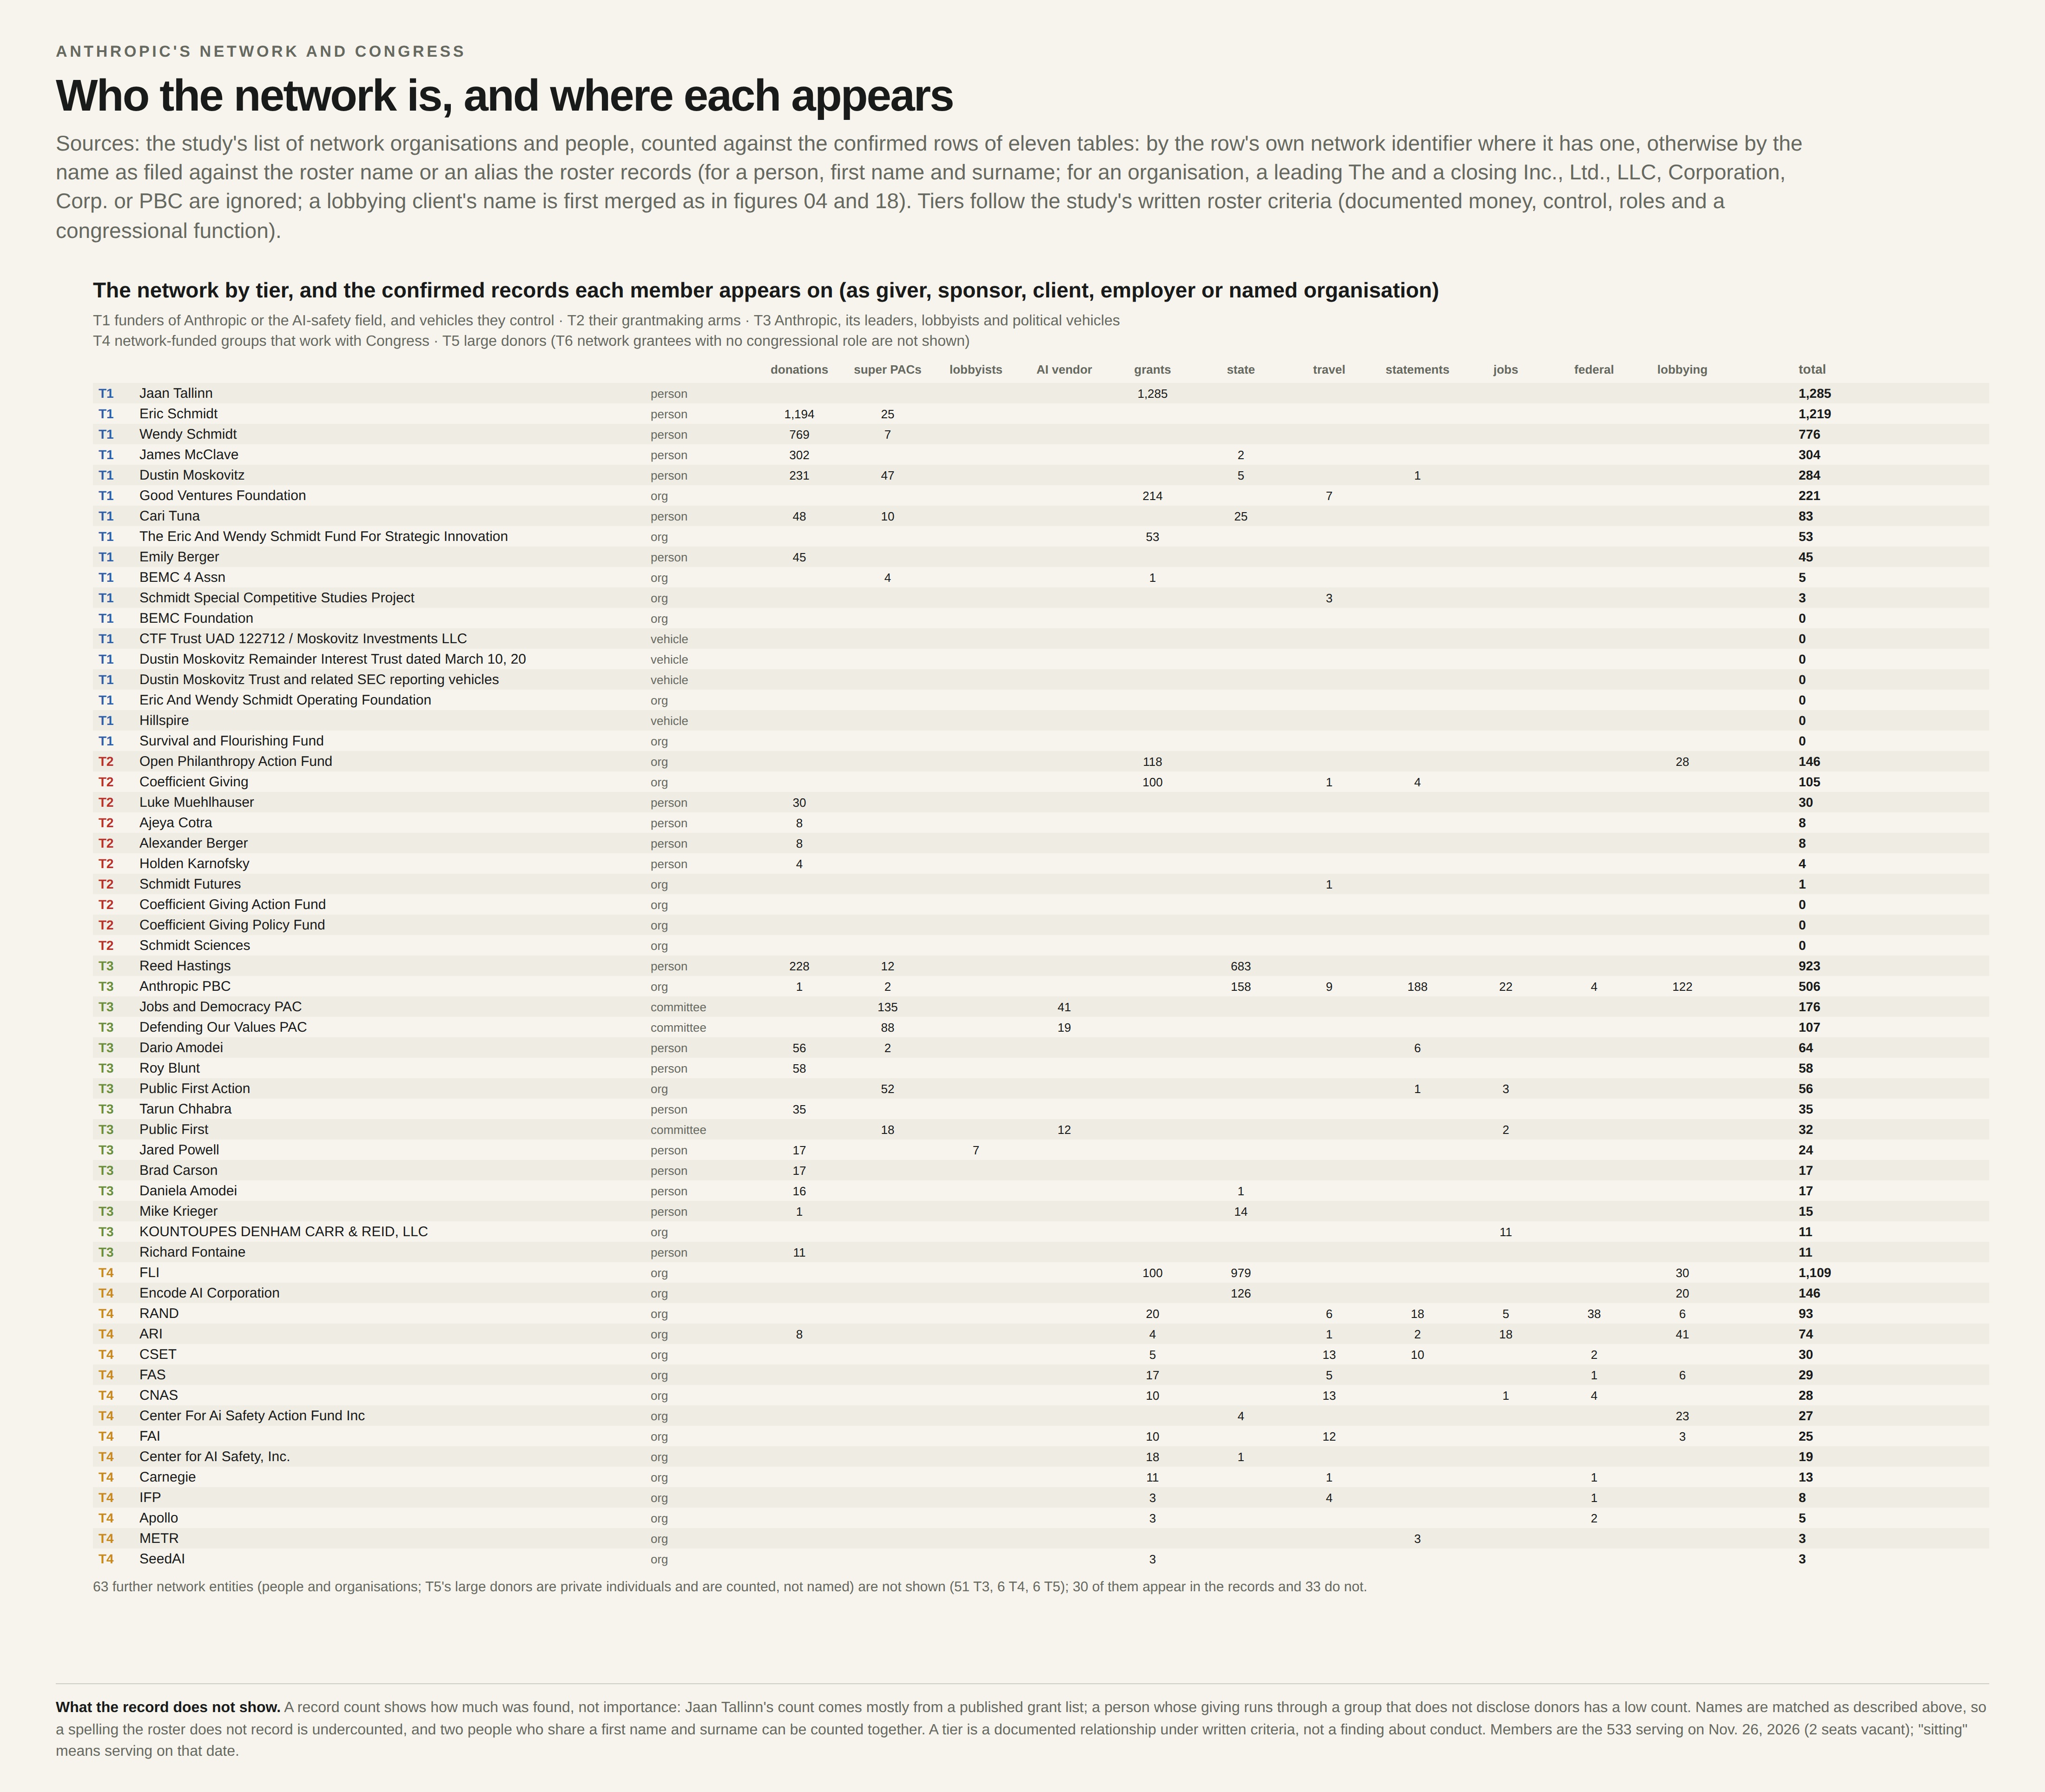 ANTHROPIC'S NETWORK AND CONGRESS
Who the network is, and where each appears
Sources: the study's list of network organisations and people, counted against the confirmed rows of eleven tables: by the row's own network identifier where it has one, otherwise by the
name as filed against the roster name or an alias the roster records (for a person, first name and surname; for an organisation, a leading The and a closing Inc., Ltd., LLC, Corporation,
Corp. or PBC are ignored; a lobbying client's name is first merged as in figures 04 and 18). Tiers follow the study's written roster criteria (documented money, control, roles and a
congressional function).
The network by tier, and the confirmed records each member appears on (as giver, sponsor, client, employer or named organisation)
T1 funders of Anthropic or the AI-safety field, and vehicles they control · T2 their grantmaking arms · T3 Anthropic, its leaders, lobbyists and political vehicles
T4 network-funded groups that work with Congress · T5 large donors (T6 network grantees with no congressional role are not shown)
donations super PACs lobbyists AI vendor grants state travel statements jobs federal lobbying total
T1 Jaan Tallinn person 1,285 1,285
T1 Eric Schmidt person 1,194 25 1,219
T1 Wendy Schmidt person 769 7 776
T1 James McClave person 302 2 304
T1 Dustin Moskovitz person 231 47 5 1 284
T1 Good Ventures Foundation org 214 7 221
T1 Cari Tuna person 48 10 25 83
T1 The Eric And Wendy Schmidt Fund For Strategic Innovation org 53 53
T1 Emily Berger person 45 45
T1 BEMC 4 Assn org 4 1 5
T1 Schmidt Special Competitive Studies Project org 3 3
T1 BEMC Foundation org 0
T1 CTF Trust UAD 122712 / Moskovitz Investments LLC vehicle 0
T1 Dustin Moskovitz Remainder Interest Trust dated March 10, 20 vehicle 0
T1 Dustin Moskovitz Trust and related SEC reporting vehicles vehicle 0
T1 Eric And Wendy Schmidt Operating Foundation org 0
T1 Hillspire vehicle 0
T1 Survival and Flourishing Fund org 0
T2 Open Philanthropy Action Fund org 118 28 146
T2 Coefficient Giving org 100 1 4 105
T2 Luke Muehlhauser person 30 30
T2 Ajeya Cotra person 8 8
T2 Alexander Berger person 8 8
T2 Holden Karnofsky person 4 4
T2 Schmidt Futures org 1 1
T2 Coefficient Giving Action Fund org 0
T2 Coefficient Giving Policy Fund org 0
T2 Schmidt Sciences org 0
T3 Reed Hastings person 228 12 683 923
T3 Anthropic PBC org 1 2 158 9 188 22 4 122 506
T3 Jobs and Democracy PAC committee 135 41 176
T3 Defending Our Values PAC committee 88 19 107
T3 Dario Amodei person 56 2 6 64
T3 Roy Blunt person 58 58
T3 Public First Action org 52 1 3 56
T3 Tarun Chhabra person 35 35
T3 Public First committee 18 12 2 32
T3 Jared Powell person 17 7 24
T3 Brad Carson person 17 17
T3 Daniela Amodei person 16 1 17
T3 Mike Krieger person 1 14 15
T3 KOUNTOUPES DENHAM CARR & REID, LLC org 11 11
T3 Richard Fontaine person 11 11
T4 FLI org 100 979 30 1,109
T4 Encode AI Corporation org 126 20 146
T4 RAND org 20 6 18 5 38 6 93
T4 ARI org 8 4 1 2 18 41 74
T4 CSET org 5 13 10 2 30
T4 FAS org 17 5 1 6 29
T4 CNAS org 10 13 1 4 28
T4 Center For Ai Safety Action Fund Inc org 4 23 27
T4 FAI org 10 12 3 25
T4 Center for AI Safety, Inc. org 18 1 19
T4 Carnegie org 11 1 1 13
T4 IFP org 3 4 1 8
T4 Apollo org 3 2 5
T4 METR org 3 3
T4 SeedAI org 3 3
63 further network entities (people and organisations; T5's large donors are private individuals and are counted, not named) are not shown (51 T3, 6 T4, 6 T5); 30 of them appear in the records and 33 do not.
What the record does not show. A record count shows how much was found, not importance: Jaan Tallinn's count comes mostly from a published grant list; a person whose giving runs through a group that does not disclose donors has a low count. Names are matched as described above, so
a spelling the roster does not record is undercounted, and two people who share a first name and surname can be counted together. A tier is a documented relationship under written criteria, not a finding about conduct. Members are the 533 serving on Nov. 26, 2026 (2 seats vacant); "sitting"
means serving on that date.